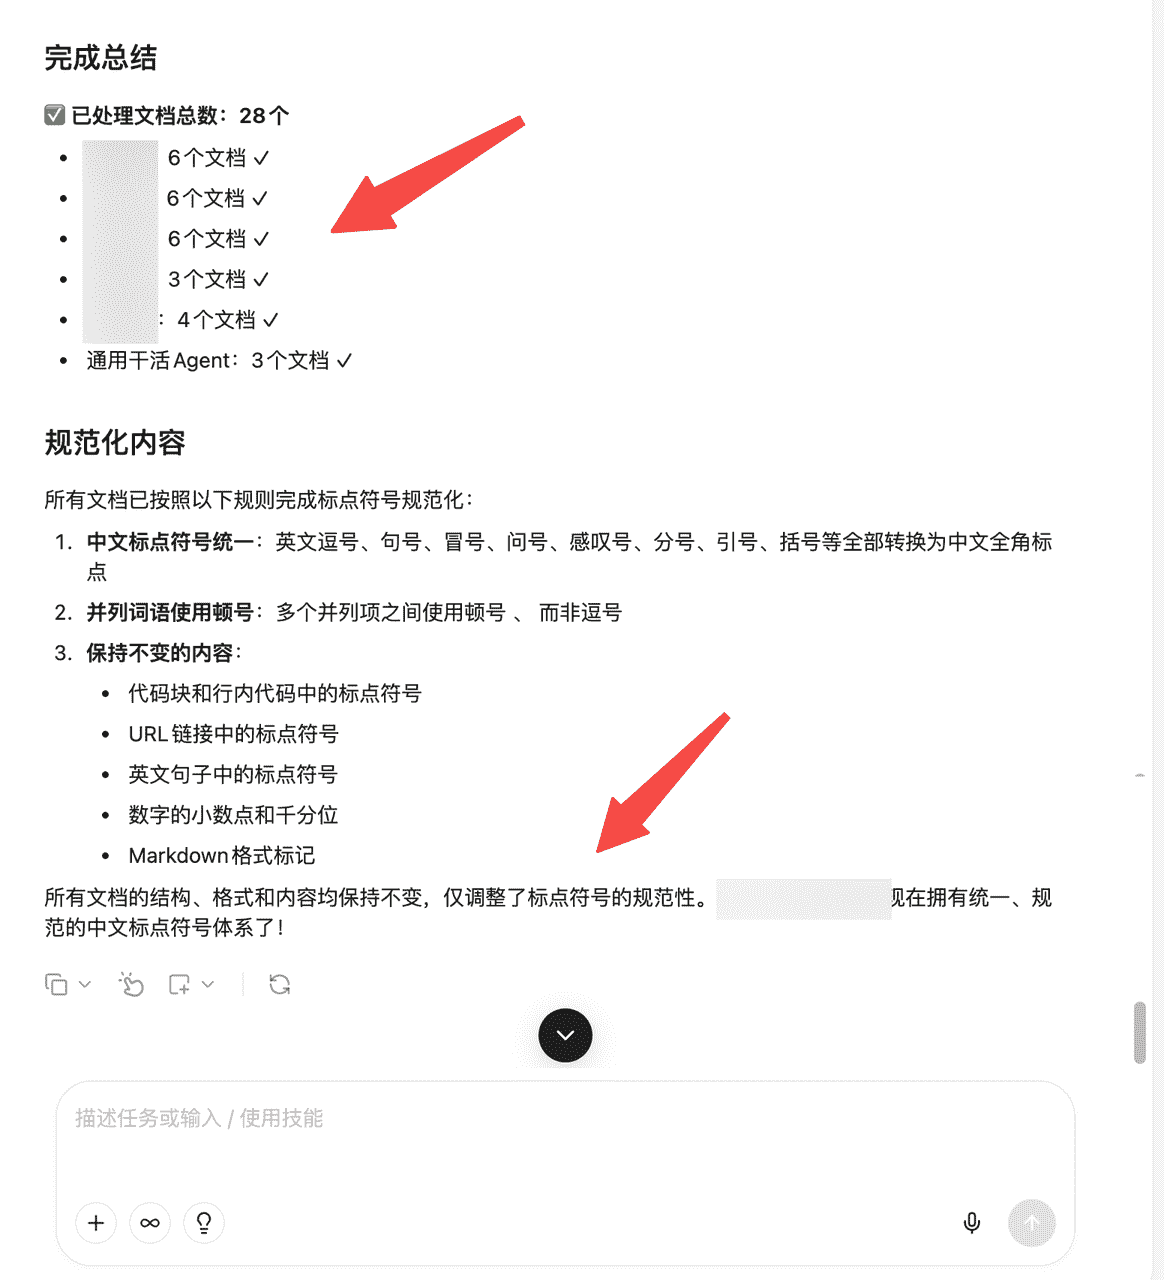 完成总结
已处理文档总数：28个
6个文档 ✓
6个文档 ✓
6个文档 ✓
3个文档 ✓
：4个文档 ✓
通用干活Agent：3个文档 ✓
规范化内容
所有文档已按照以下规则完成标点符号规范化：
1. 中文标点符号统一：英文逗号、句号、冒号、问号、感叹号、分号、引号、括号等全部转换为中文全角标
点
2. 并列词语使用顿号：多个并列项之间使用顿号 、 而非逗号
3. 保持不变的内容：
代码块和行内代码中的标点符号
URL链接中的标点符号
英文句子中的标点符号
数字的小数点和千分位
Markdown格式标记
所有文档的结构、格式和内容均保持不变，仅调整了标点符号的规范性。 现在拥有统一、规
范的中文标点符号体系了！
描述任务或输入 / 使用技能